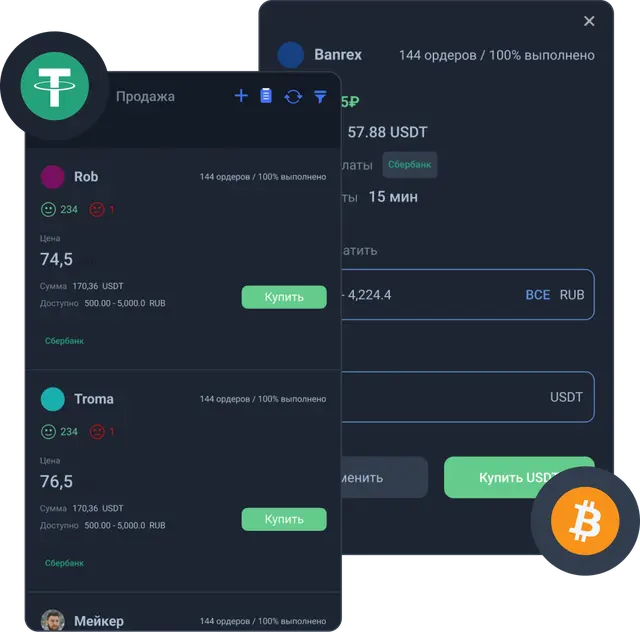 Banrex 144 ордеров / 100% выполнено
5₽
57.88 USDT
латы Сбербанк
ты 15 мин
атить
- 4,224.4 ВСЕ RUB
USDT
менить Купить USDT
Продажа
Rob 144 ордеров / 100% выполнено
234 1
Цена
74,5
Сумма 170,36 USDT
Доступно 500.00 - 5,000.0 RUB
Купить
Сбербанк
Troma 144 ордеров / 100% выполнено
234 1
Цена
76,5
Сумма 170,36 USDT
Доступно 500.00 - 5,000.0 RUB
Купить
Сбербанк
Мейкер 144 ордеров / 100% выполнено